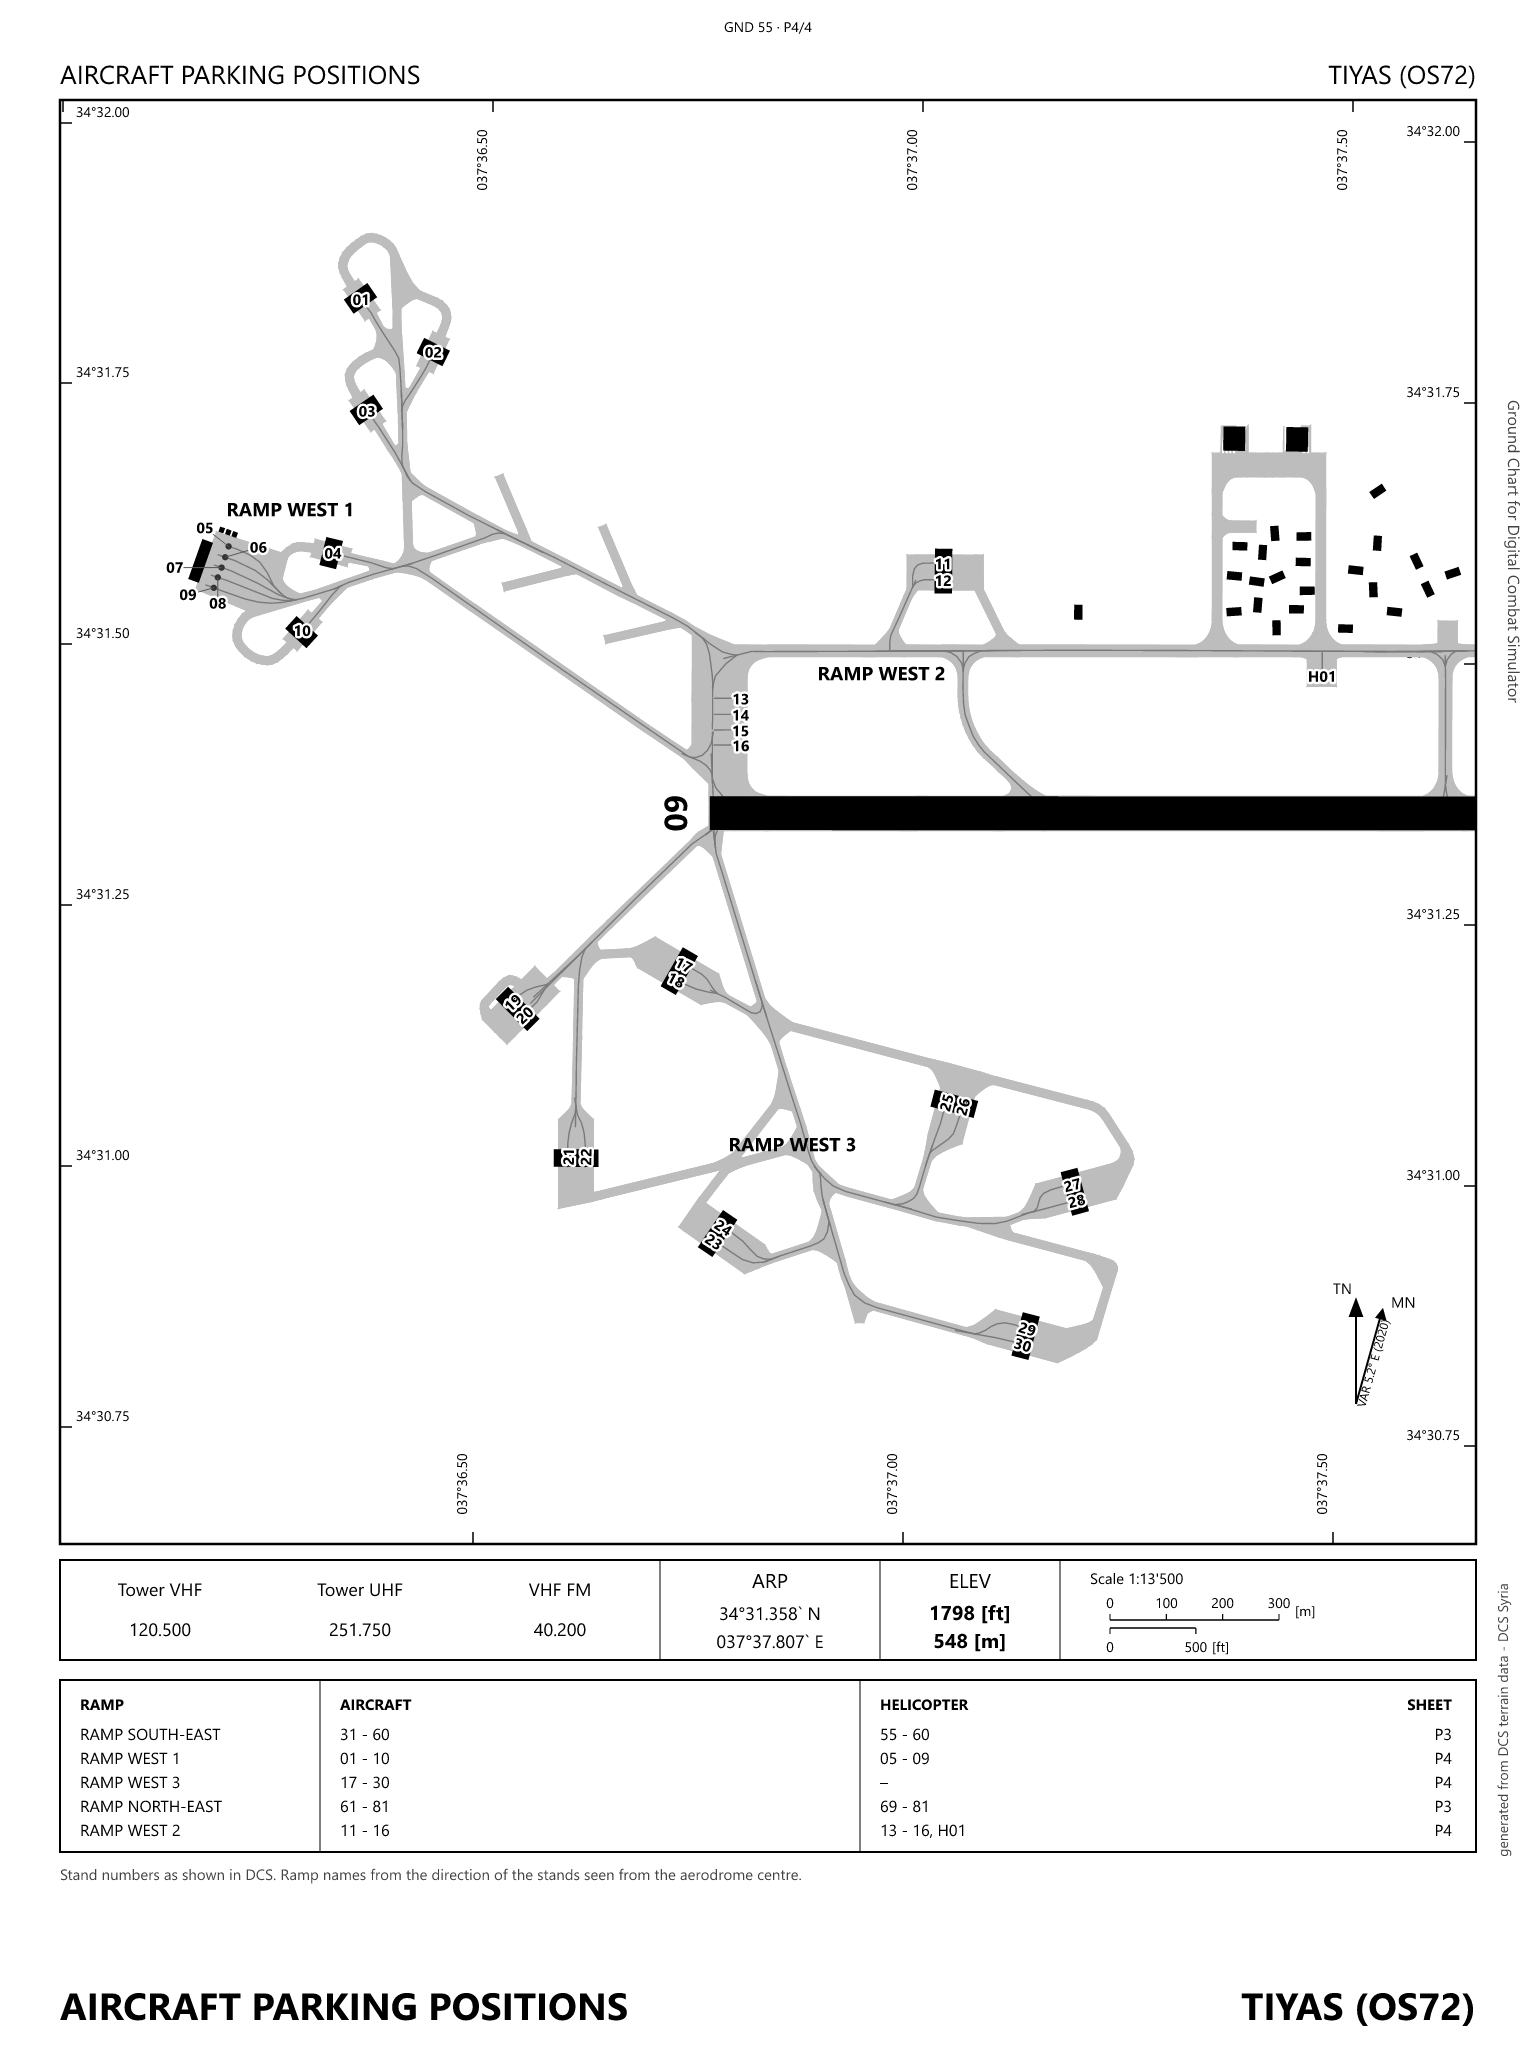 GND 55 · P4/4
AIRCRAFT PARKING POSITIONS
TIYAS (OS72)
34°32.00
34°32.00
037°36.50
037°37.00
037°37.50
01
02
34°31.75
34°31.75
03
RAMP WEST 1
05
06
04
07
09
08
10
11
12
34°31.50
RAMP WEST 2
H01
13
14
15
16
09
34°31.25
34°31.25
17
18
19
20
25
26
RAMP WEST 3
21
22
34°31.00
34°31.00
27
28
24
23
29
30
TN
MN
VAR 5.2° E (2020)
34°30.75
34°30.75
037°36.50
037°37.00
037°37.50
Ground Chart for Digital Combat Simulator
Tower VHF
120.500
Tower UHF
251.750
VHF FM
40.200
ARP
34°31.358` N
037°37.807` E
ELEV
1798 [ft]
548 [m]
Scale 1:13'500
0 100 200 300 [m]
0 500 [ft]
RAMP AIRCRAFT HELICOPTER SHEET
RAMP SOUTH-EAST 31 - 60 55 - 60 P3
RAMP WEST 1 01 - 10 05 - 09 P4
RAMP WEST 3 17 - 30 – P4
RAMP NORTH-EAST 61 - 81 69 - 81 P3
RAMP WEST 2 11 - 16 13 - 16, H01 P4
generated from DCS terrain data - DCS Syria
Stand numbers as shown in DCS. Ramp names from the direction of the stands seen from the aerodrome centre.
AIRCRAFT PARKING POSITIONS
TIYAS (OS72)